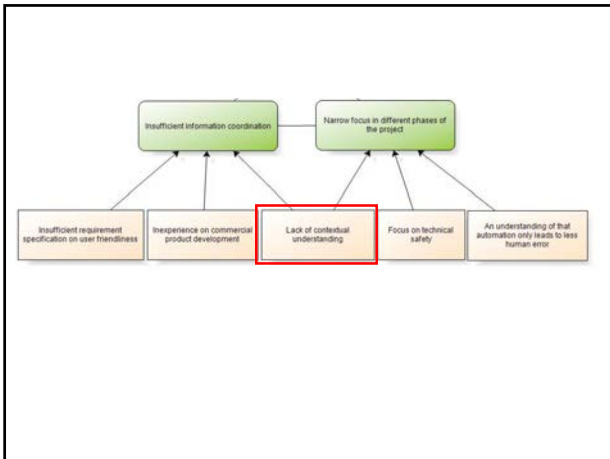 Insufficient information coordination
Narrow focus in different phases of
the project
Insufficient requirement
specification on user friendliness
Inexperience on commercial
product development
Lack of contextual
understanding
Focus on technical
safety
An understanding of that
automation only leads to less
human error